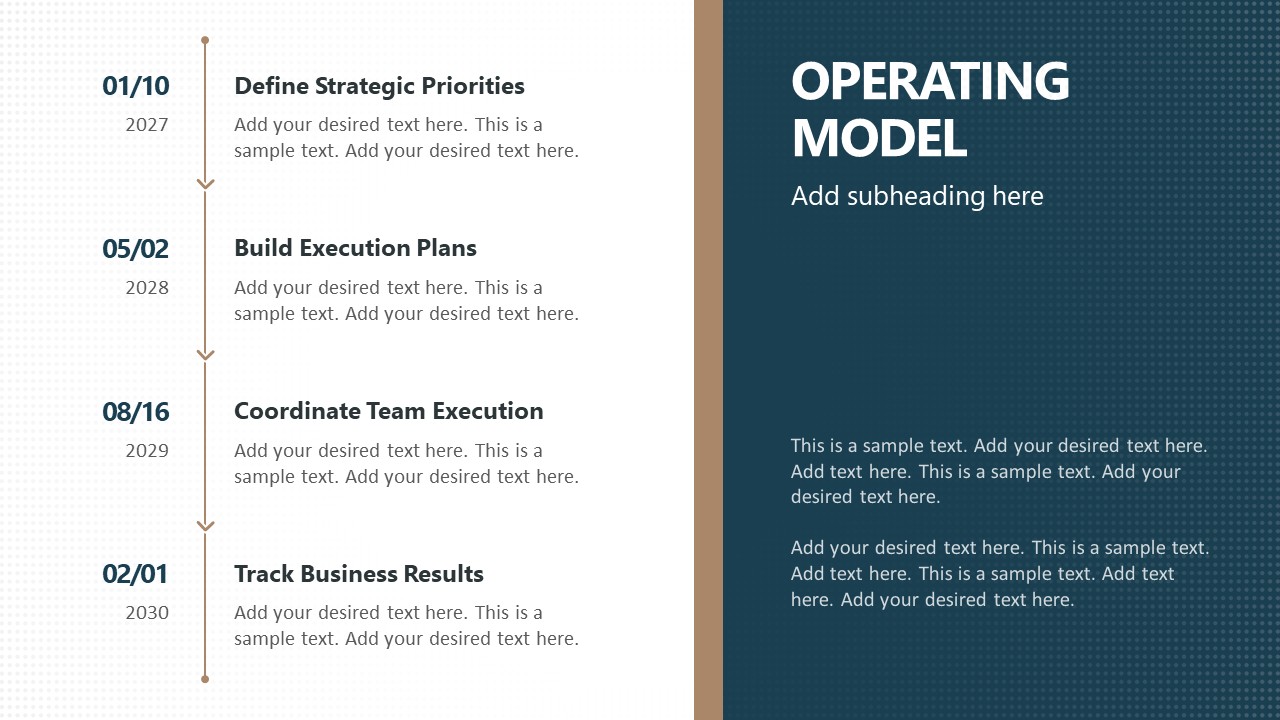 01/10
2027
Define Strategic Priorities
Add your desired text here. This is a
sample text. Add your desired text here.
05/02
2028
Build Execution Plans
Add your desired text here. This is a
sample text. Add your desired text here.
08/16
2029
Coordinate Team Execution
Add your desired text here. This is a
sample text. Add your desired text here.
02/01
2030
Track Business Results
Add your desired text here. This is a
sample text. Add your desired text here.
OPERATING
MODEL
Add subheading here
This is a sample text. Add your desired text here.
Add text here. This is a sample text. Add your
desired text here.
Add your desired text here. This is a sample text.
Add text here. This is a sample text. Add text
here. Add your desired text here.